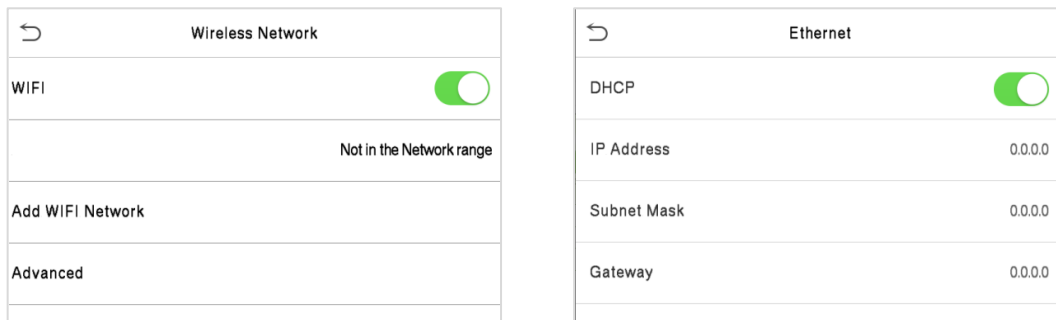 Wireless Network
WIFI
Not in the Network range
Add WIFI Network
Advanced
Ethernet
DHCP
IP Address 0.0.0.0
Subnet Mask 0.0.0.0
Gateway 0.0.0.0